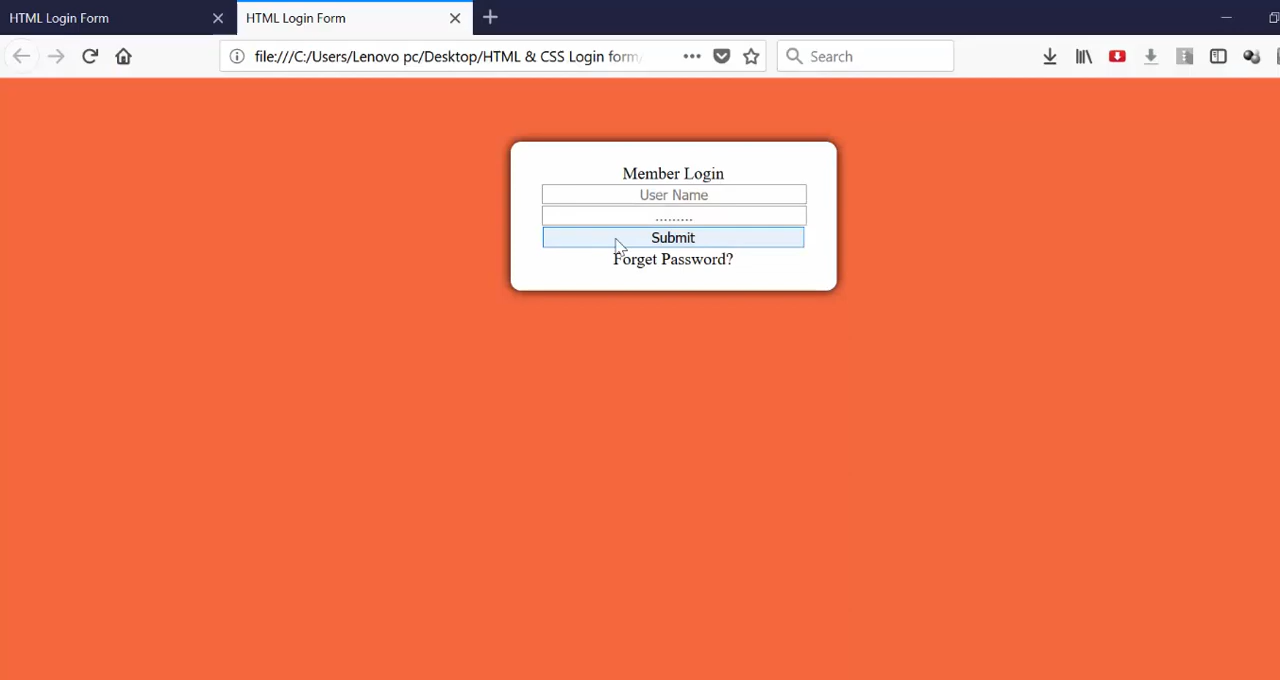 HTML Login Form
HTML Login Form
file:///C:/Users/Lenovo pc/Desktop/HTML & CSS Login form/
Search
Member Login
User Name
.........
Submit
Forget Password?